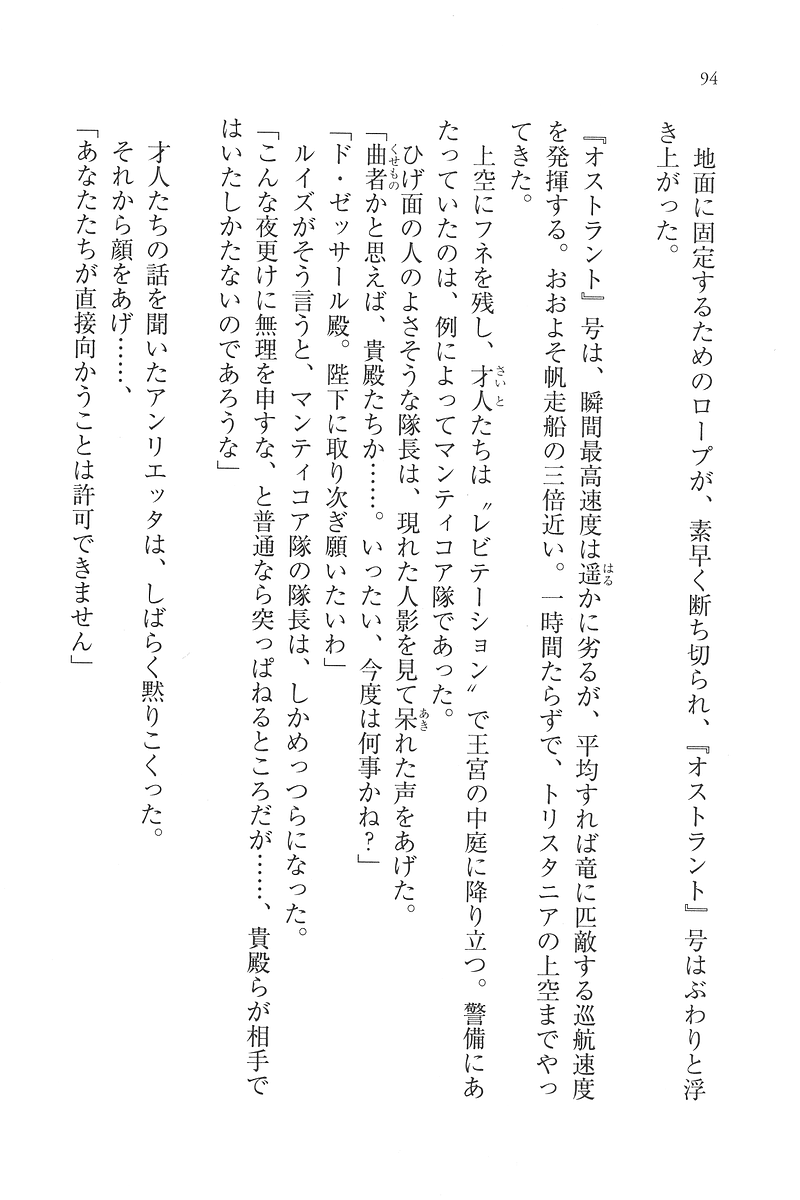 94
地面に固定するためのロープが、素早く断ち切られ、『オストラント』号はぶわりと浮
き上がった。
『オストラント』号は、瞬間最高速度は遥かに劣るが、平均すれば竜に匹敵する巡航速度
を発揮する。おおよそ帆走船の三倍近い。一時間たらずで、トリスタニアの上空までやっ
てきた。
上空にフネを残し、才人たちは〝レビテーション〟で王宮の中庭に降り立つ。警備にあ
たっていたのは、例によってマンティコア隊であった。
ひげ面の人のよさそうな隊長は、現れた人影を見て呆れた声をあげた。
「曲者かと思えば、貴殿たちか……。いったい、今度は何事かね？」
「ド・ゼッサール殿。陛下に取り次ぎ願いたいわ」
ルイズがそう言うと、マンティコア隊の隊長は、しかめっつらになった。
「こんな夜更けに無理を申すな、と普通なら突っぱねるところだが……、貴殿らが相手で
はいたしかたないのであろうな」
才人たちの話を聞いたアンリエッタは、しばらく黙りこくった。
それから顔をあげ……、
「あなたたちが直接向かうことは許可できません」